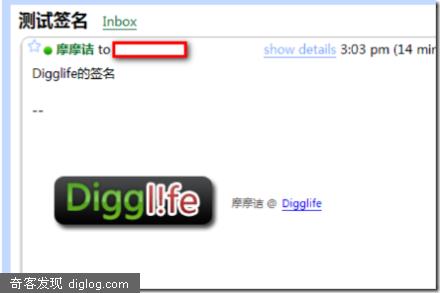 测试签名 Inbox
摩摩诘 to show details 3:03 pm (14 min
Digglife的签名
--
Diggl!fe
摩摩诘 @ Digglife
奇客发现 diglog.com